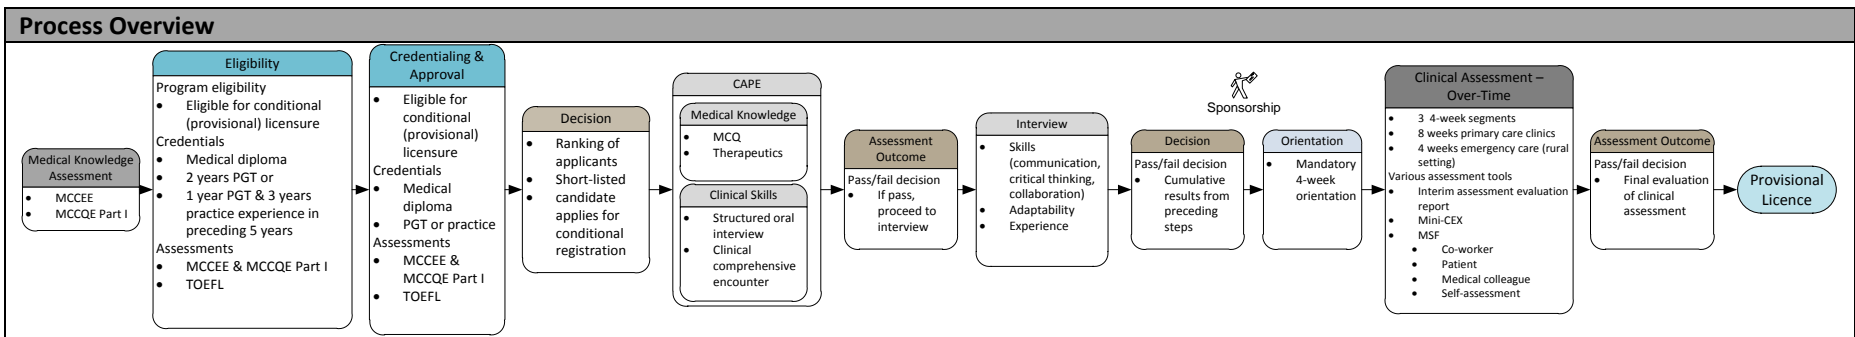 Process Overview
Medical Knowledge
Assessment
• MCCEE
• MCCQE Part I
Eligibility
Program eligibility
• Eligible for conditional
(provisional) licensure
Credentials
• Medical diploma
• 2 years PGT or
• 1 year PGT & 3 years
practice experience in
preceding 5 years
Assessments
• MCCEE & MCCQE Part I
• TOEFL
Credentialing &
Approval
• Eligible for
conditional
(provisional)
licensure
Credentials
• Medical
diploma
• PGT or practice
Assessments
• MCCEE &
MCCQE Part I
• TOEFL
Decision
• Ranking of
applicants
• Short-listed
• candidate
applies for
conditional
registration
CAPE
Medical Knowledge
• MCQ
• Therapeutics
Clinical Skills
• Structured oral
interview
• Clinical
comprehensive
encounter
Assessment
Outcome
Pass/fail decision
• If pass,
proceed to
interview
Interview
• Skills
(communication,
critical thinking,
collaboration)
• Adaptability
• Experience
Sponsorship
Decision
Pass/fail decision
• Cumulative
results from
preceding
steps
Orientation
• Mandatory
4-week
orientation
Clinical Assessment –
Over-Time
• 3 4-week segments
• 8 weeks primary care clinics
• 4 weeks emergency care (rural
setting)
Various assessment tools
• Interim assessment evaluation
report
• Mini-CEX
• MSF
• Co-worker
• Patient
• Medical colleague
• Self-assessment
Assessment Outcome
Pass/fail decision
• Final evaluation
of clinical
assessment
Provisional
Licence